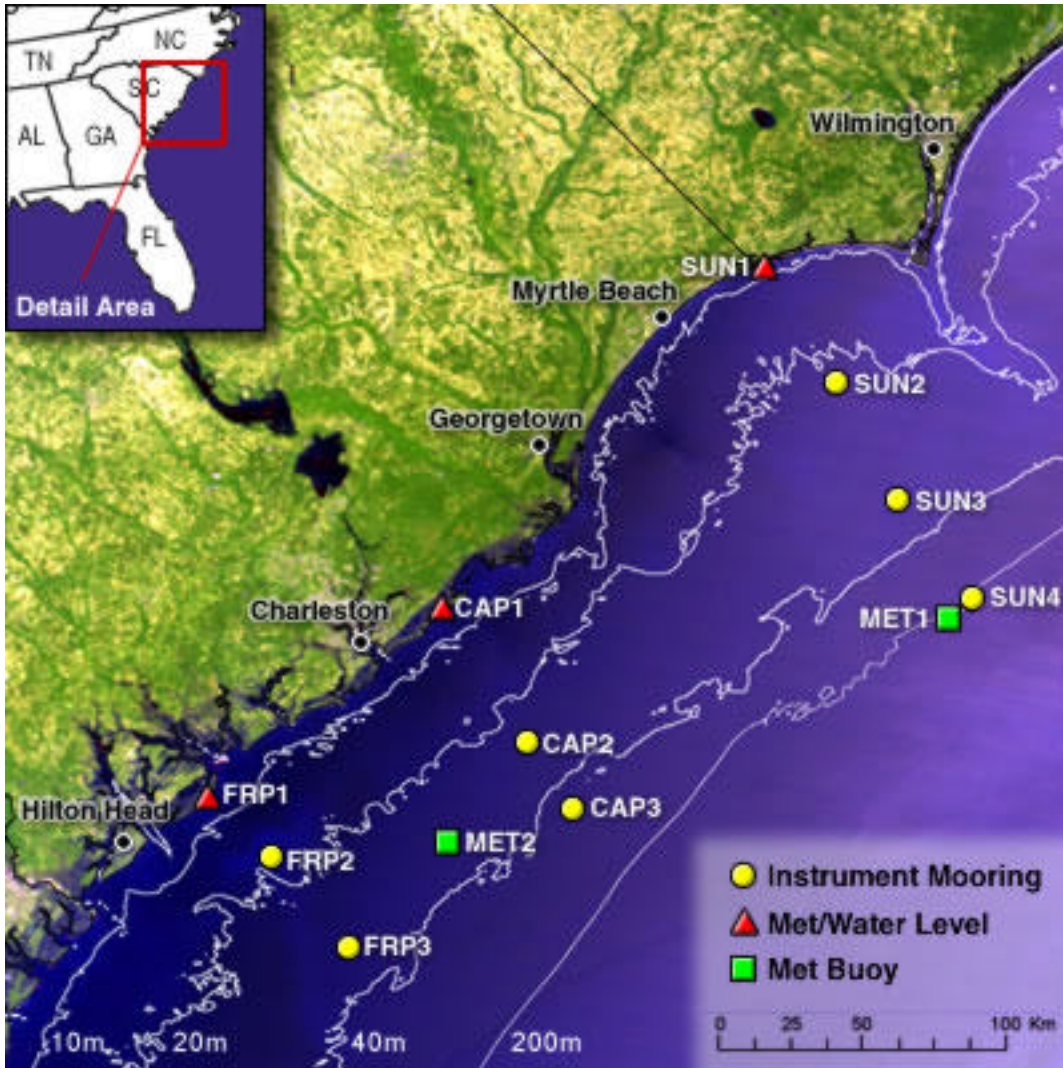 NC
TN
SC
AL
GA
FL
Detail Area
Wilmington
SUN1
Myrtle Beach
SUN2
Georgetown
SUN3
Charleston
CAP1
SUN4
MET1
CAP2
FRP1
CAP3
Hilton Head
MET2
FRP2
Instrument Mooring
Met/Water Level
FRP3
Met Buoy
0 25 50 100 Km
10m 20m 40m 200m